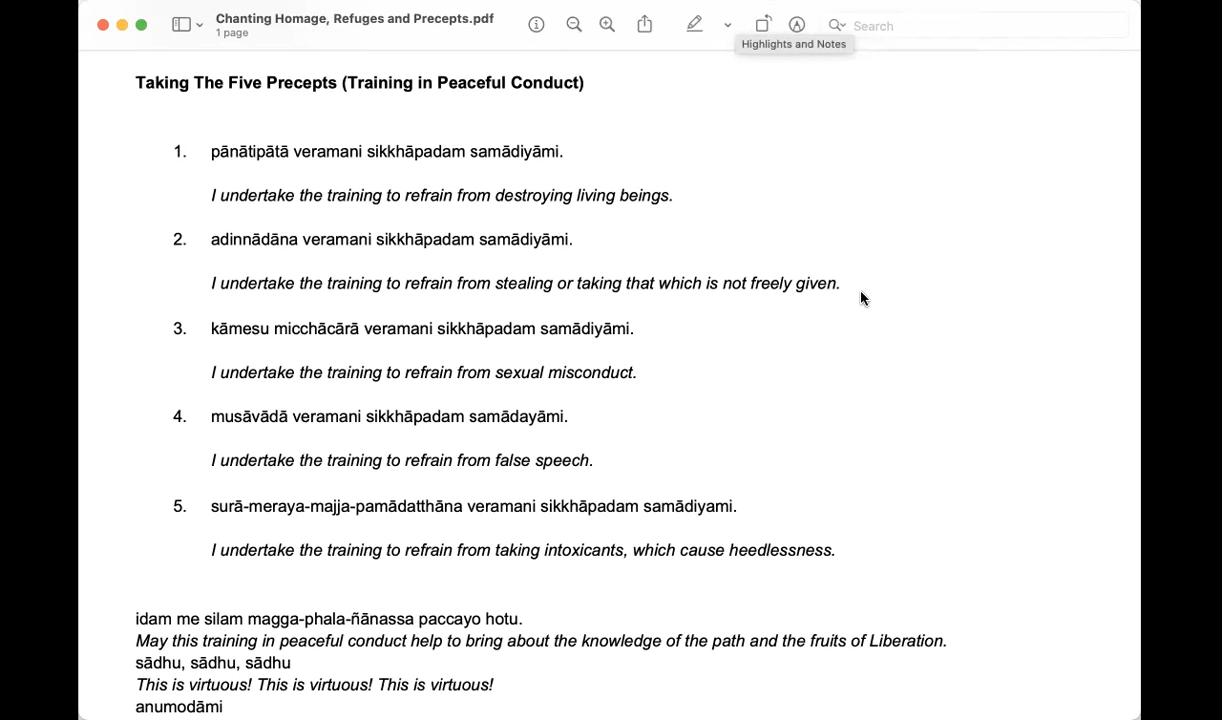 Chanting Homage, Refuges and Precepts.pdf
1 page
Search
Highlights and Notes
Taking The Five Precepts (Training in Peaceful Conduct)
1. pānātipātā veramani sikkhāpadam samādiyāmi.
I undertake the training to refrain from destroying living beings.
2. adinnādāna veramani sikkhāpadam samādiyāmi.
I undertake the training to refrain from stealing or taking that which is not freely given.
3. kāmesu micchācārā veramani sikkhāpadam samādiyāmi.
I undertake the training to refrain from sexual misconduct.
4. musāvādā veramani sikkhāpadam samādayāmi.
I undertake the training to refrain from false speech.
5. surā-meraya-majja-pamādatthāna veramani sikkhāpadam samādiyami.
I undertake the training to refrain from taking intoxicants, which cause heedlessness.
idam me silam magga-phala-ñānassa paccayo hotu.
May this training in peaceful conduct help to bring about the knowledge of the path and the fruits of Liberation.
sādhu, sādhu, sādhu
This is virtuous! This is virtuous! This is virtuous!
anumodāmi